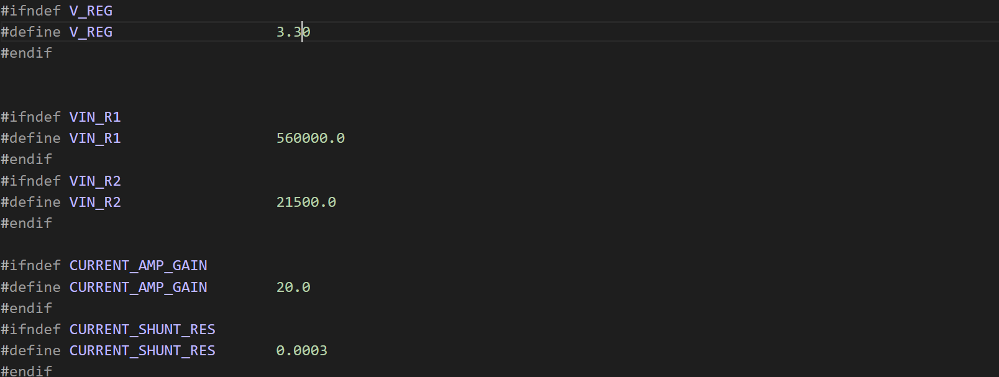 #ifndef V_REG
#define V_REG 3.30
#endif
#ifndef VIN_R1
#define VIN_R1 560000.0
#endif
#ifndef VIN_R2
#define VIN_R2 21500.0
#endif
#ifndef CURRENT_AMP_GAIN
#define CURRENT_AMP_GAIN 20.0
#endif
#ifndef CURRENT_SHUNT_RES
#define CURRENT_SHUNT_RES 0.0003
#endif